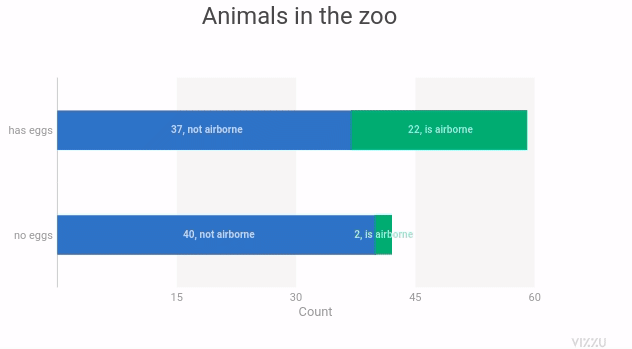 Animals in the zoo
has eggs
37, not airborne
22, is airborne
no eggs
40, not airborne
2, is airborne
15
30
45
60
Count
VIZZU